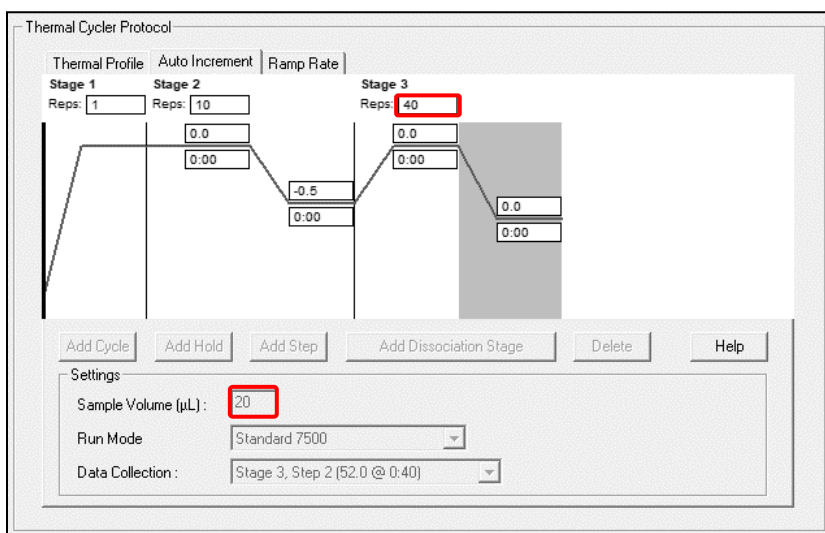 Thermal Cycler Protocol
Thermal Profile Auto Increment Ramp Rate
Stage 1 Stage 2 Stage 3
Reps: 1 Reps: 10 Reps: 40
0.0 0.0
0:00 0:00
-0.5 0.0
0:00 0:00
Add Cycle Add Hold Add Step Add Dissociation Stage Delete Help
Settings
Sample Volume (µL) : 20
Run Mode Standard 7500
Data Collection : Stage 3, Step 2 (52.0 @ 0:40)